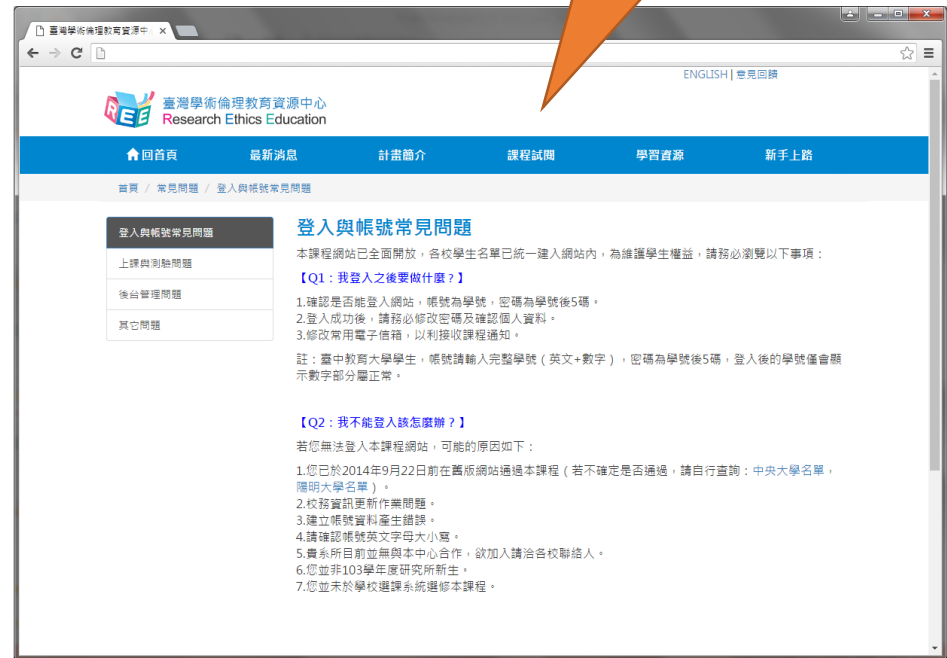 臺灣學術倫理教育資源中
ENGLISH | 意見回饋
REE
臺灣學術倫理教育資源中心
Research Ethics Education
回首頁 最新消息 計畫簡介 課程試閱 學習資源 新手上路
首頁 / 常見問題 / 登入與帳號常見問題
登入與帳號常見問題
上課與測驗問題
後台管理問題
其它問題
登入與帳號常見問題
本課程網站已全面開放，各校學生名單已統一建入網站內，為維護學生權益，請務必瀏覽以下事項：
【Q1：我登入之後要做什麼？】
1.確認是否能登入網站，帳號為學號，密碼為學號後5碼。
2.登入成功後，請務必修改密碼及確認個人資料。
3.修改常用電子信箱，以利接收課程通知。
註：臺中教育大學學生，帳號請輸入完整學號（英文+數字），密碼為學號後5碼，登入後的學號僅會顯
示數字部分屬正常。
【Q2：我不能登入該怎麼辦？】
若您無法登入本課程網站，可能的原因如下：
1.您已於2014年9月22日前在舊版網站通過本課程（若不確定是否通過，請自行查詢：中央大學名單，
陽明大學名單）。
2.校務資訊更新作業問題。
3.建立帳號資料產生錯誤。
4.請確認帳號英文字母大小寫。
5.貴系所目前並無與本中心合作，欲加入請洽各校聯絡人。
6.您並非103學年度研究所新生。
7.您並未於學校選課系統選修本課程。